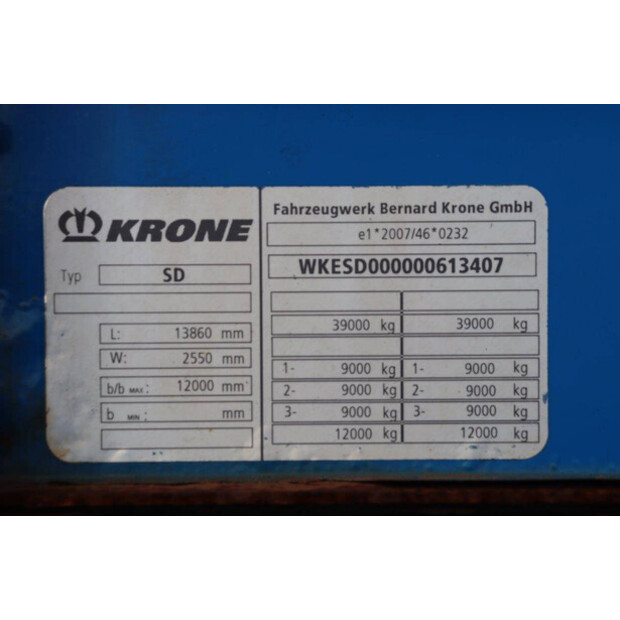 KRONE
Typ SD
L: 13860 mm
W: 2550 mm
b/b MAX: 12000 mm
b MIN: mm
Fahrzeugwerk Bernard Krone GmbH
e1*2007/46*0232
WKESD000000613407
39000 kg 39000 kg
1- 9000 kg 1- 9000 kg
2- 9000 kg 2- 9000 kg
3- 9000 kg 3- 9000 kg
12000 kg 12000 kg